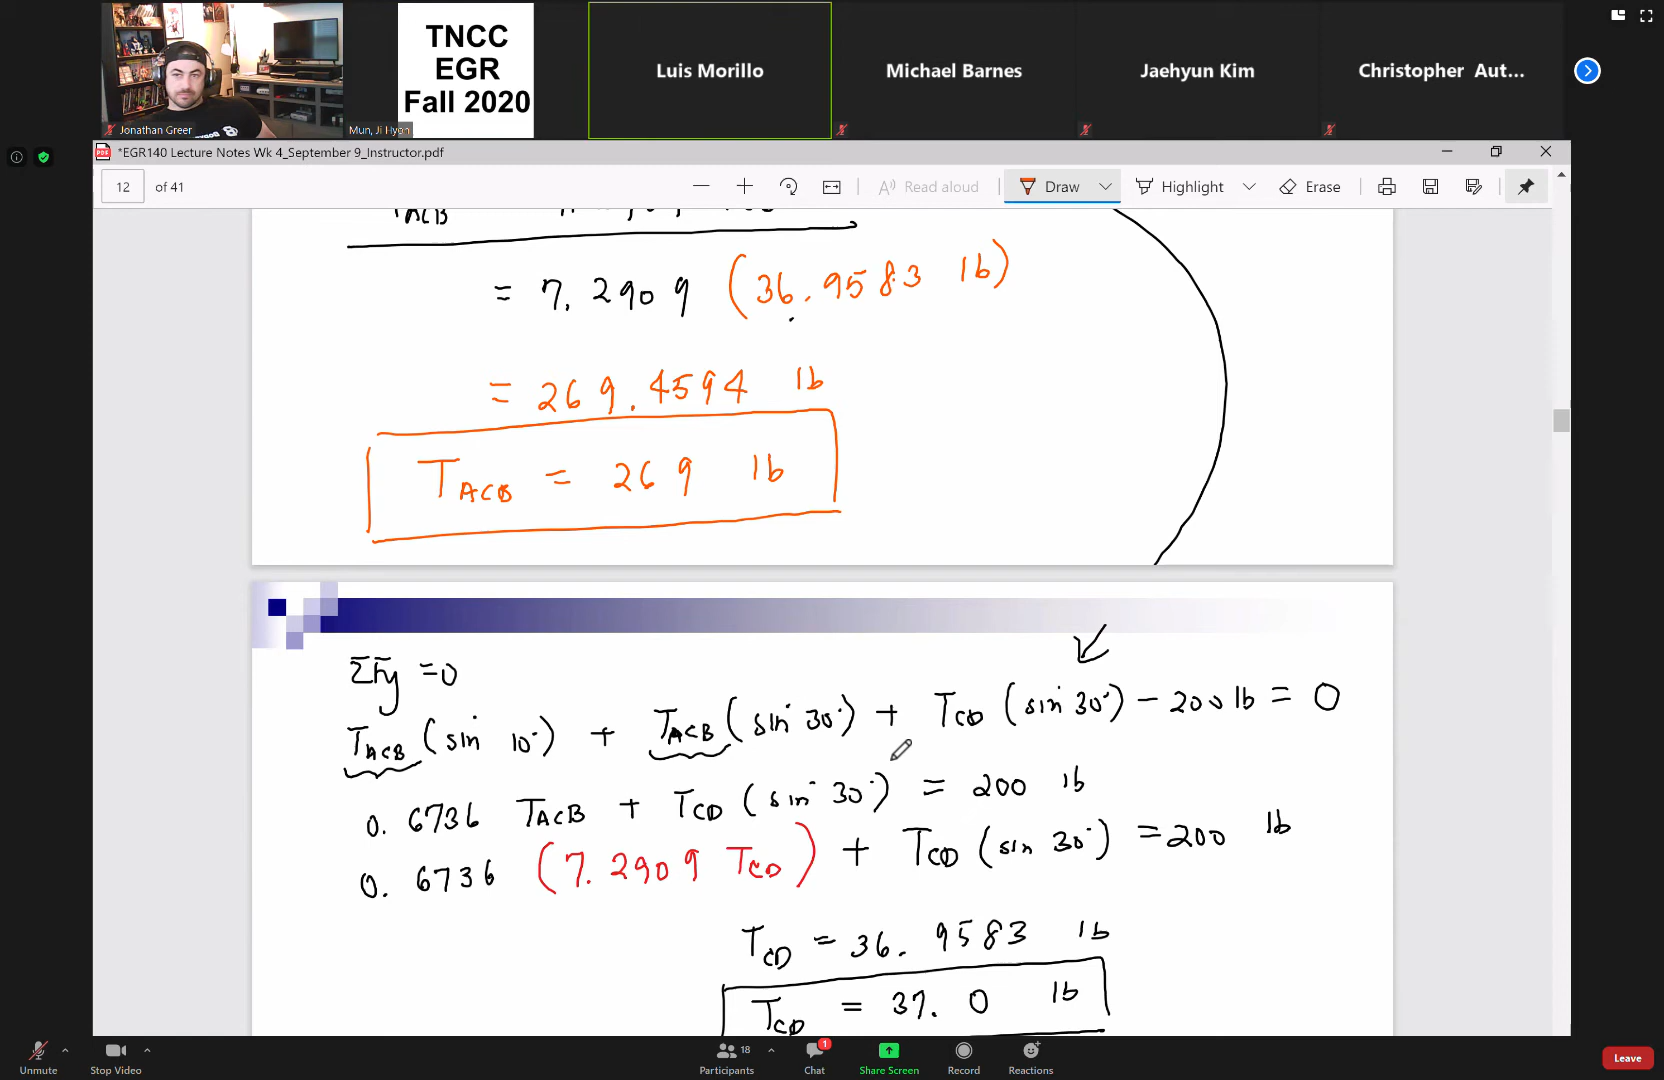 TNCC
EGR
Fall 2020
Jonathan Greer
Mun, Ji Hyon
Luis Morillo
Michael Barnes
Jaehyun Kim
Christopher Aut...
PDF *EGR140 Lecture Notes Wk 4_September 9_Instructor.pdf
12 of 41
A Read aloud
Draw
Highlight
Erase
TACB
= 7.2909 (36.9583 lb)
= 269.4594 lb
TACB = 269 lb
ΣFy = 0
TACB (sin 10°) + TACB (sin 30°) + TCD (sin 30°) - 200 lb = 0
0.6736 TACB + TCD (sin 30°) = 200 lb
0.6736 (7.2909 TCD) + TCD (sin 30°) = 200 lb
TCD = 36.9583 lb
TCD = 37.0 lb
Unmute
Stop Video
18
Participants
1
Chat
Share Screen
Record
Reactions
Leave